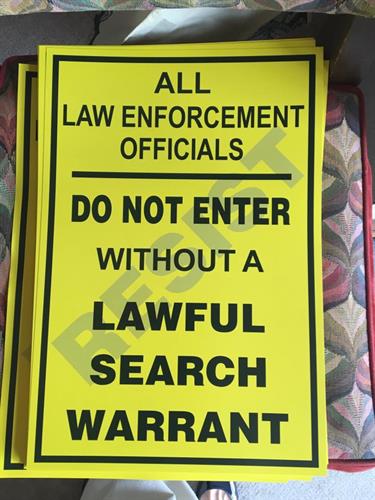 ALL
LAW ENFORCEMENT
OFFICIALS
DO NOT ENTER
WITHOUT A
LAWFUL
SEARCH
WARRANT
RESIST